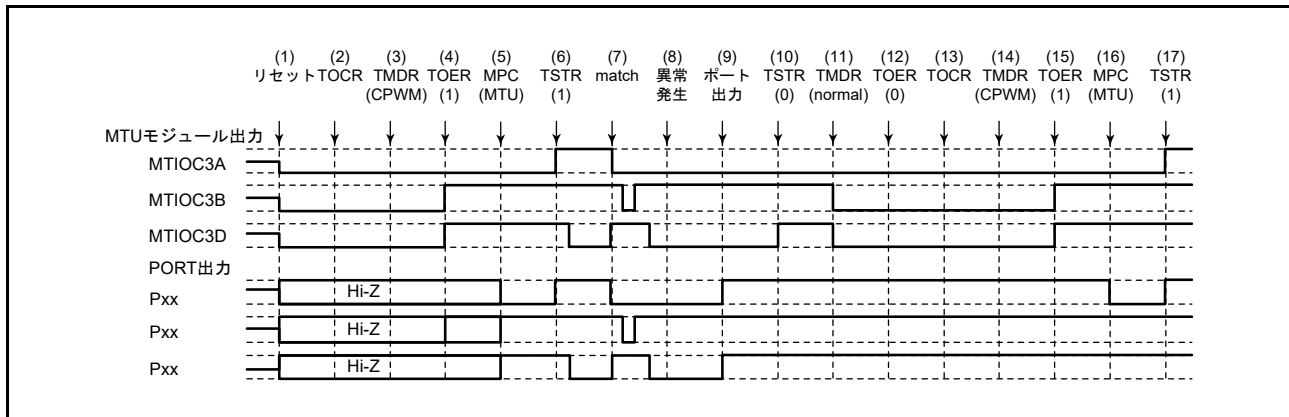 (1) (2) (3) (4) (5) (6) (7) (8) (9) (10) (11) (12) (13) (14) (15) (16) (17)
リセット TOCR TMDR TOER MPC TSTR match 異常 ポート TSTR TMDR TOER TOCR TMDR TOER MPC TSTR
(CPWM) (1) (MTU) (1) 発生 出力 (0) (normal) (0) (CPWM) (1) (MTU) (1)
MTUモジュール出力
MTIOC3A
MTIOC3B
MTIOC3D
PORT出力
Pxx Hi-Z
Pxx Hi-Z
Pxx Hi-Z